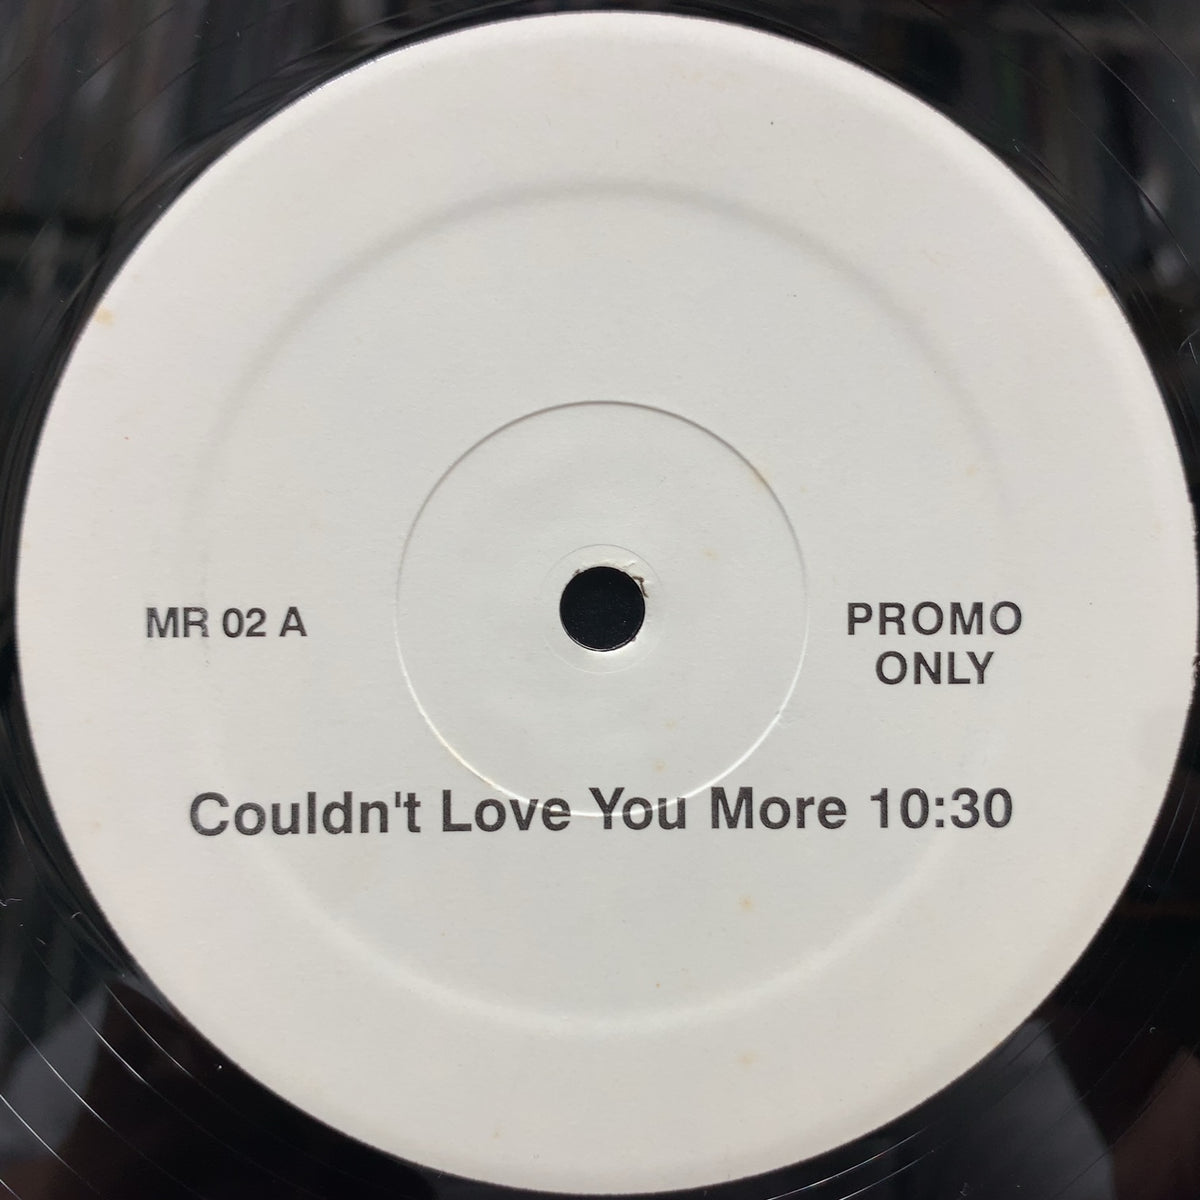 MR 02 A
PROMO
ONLY
Couldn't Love You More 10:30